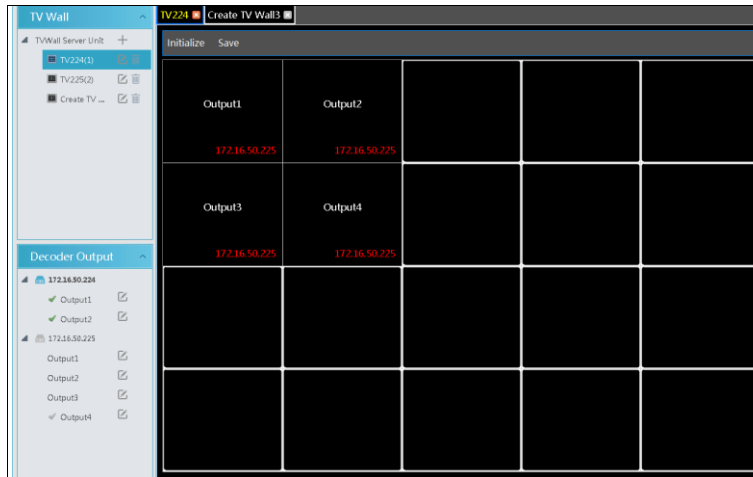 TV Wall
TVWall Server Unit
TV224(1)
TV225(2)
Create TV ...
Decoder Output
172.16.50.224
Output1
Output2
172.16.50.225
Output1
Output2
Output3
Output4
TV224 Create TV Wall3
Initialize Save
Output1 Output2
172.16.50.225 172.16.50.225
Output3 Output4
172.16.50.225 172.16.50.225